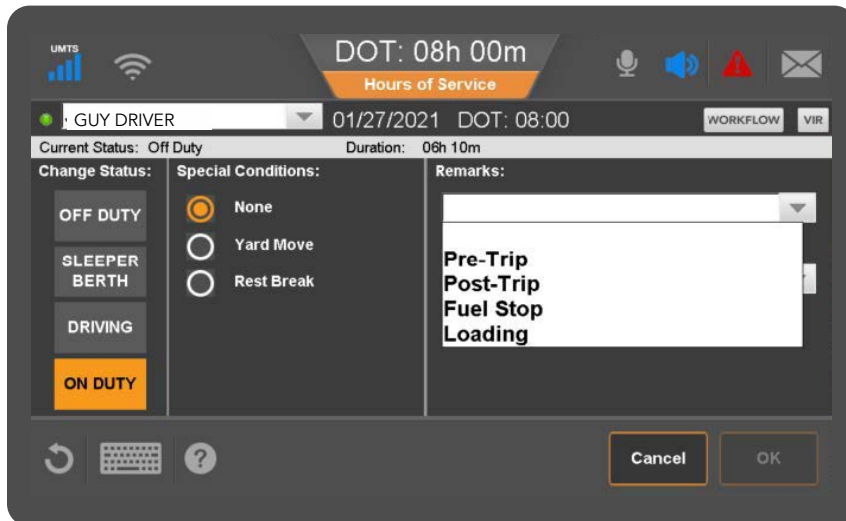 UMTS
DOT: 08h 00m
Hours of Service
GUY DRIVER
01/27/2021 DOT: 08:00
WORKFLOW
VIR
Current Status: Off Duty
Duration: 06h 10m
Change Status:
OFF DUTY
SLEEPER
BERTH
DRIVING
ON DUTY
Special Conditions:
None
Yard Move
Rest Break
Remarks:
Pre-Trip
Post-Trip
Fuel Stop
Loading
?
Cancel
OK